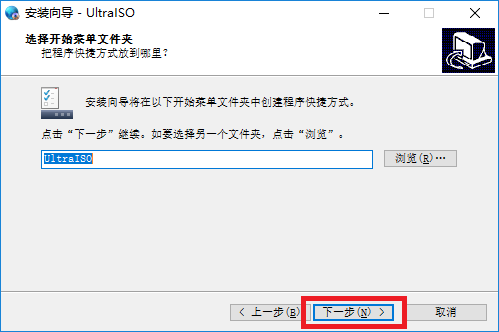 安装向导 - UltraISO
选择开始菜单文件夹
把程序快捷方式放到哪里？
安装向导将在以下开始菜单文件夹中创建程序快捷方式。
点击“下一步”继续。如要选择另一个文件夹，点击“浏览”。
UltraISO
浏览(R)...
< 上一步(B)
下一步(N) >
取消